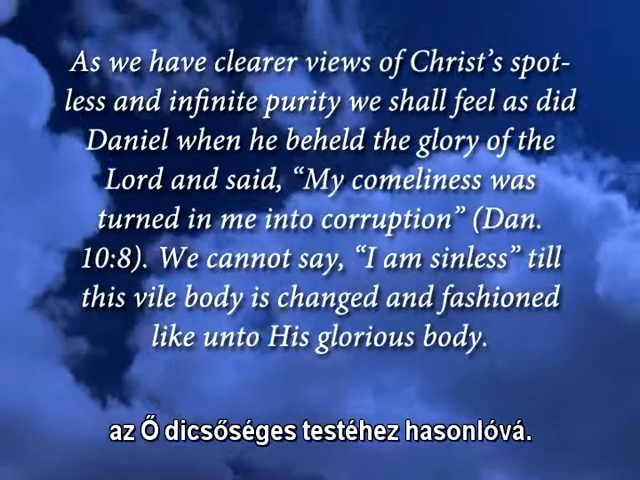 As we have clearer views of Christ’s spot-
less and infinite purity we shall feel as did
Daniel when he beheld the glory of the
Lord and said, “My comeliness was
turned in me into corruption” (Dan.
10:8). We cannot say, “I am sinless” till
this vile body is changed and fashioned
like unto His glorious body.
az Ő dicsőséges testéhez hasonlóvá.